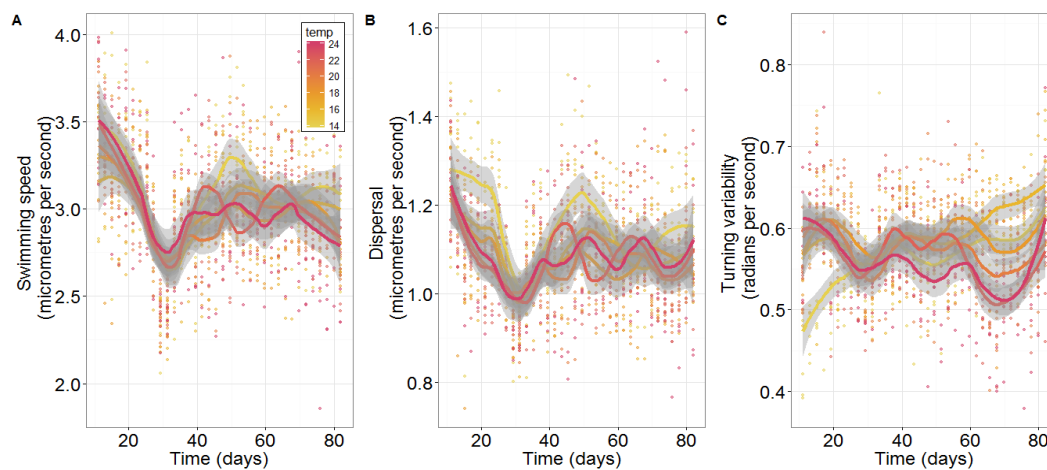 A
B
C
temp
24
22
20
18
16
14
4.0
3.5
3.0
2.5
2.0
Swimming speed
(micrometres per second)
20
40
60
80
Time (days)
1.6
1.4
1.2
1.0
0.8
Dispersal
(micrometres per second)
20
40
60
80
Time (days)
0.8
0.7
0.6
0.5
0.4
Turning variability
(radians per second)
20
40
60
80
Time (days)